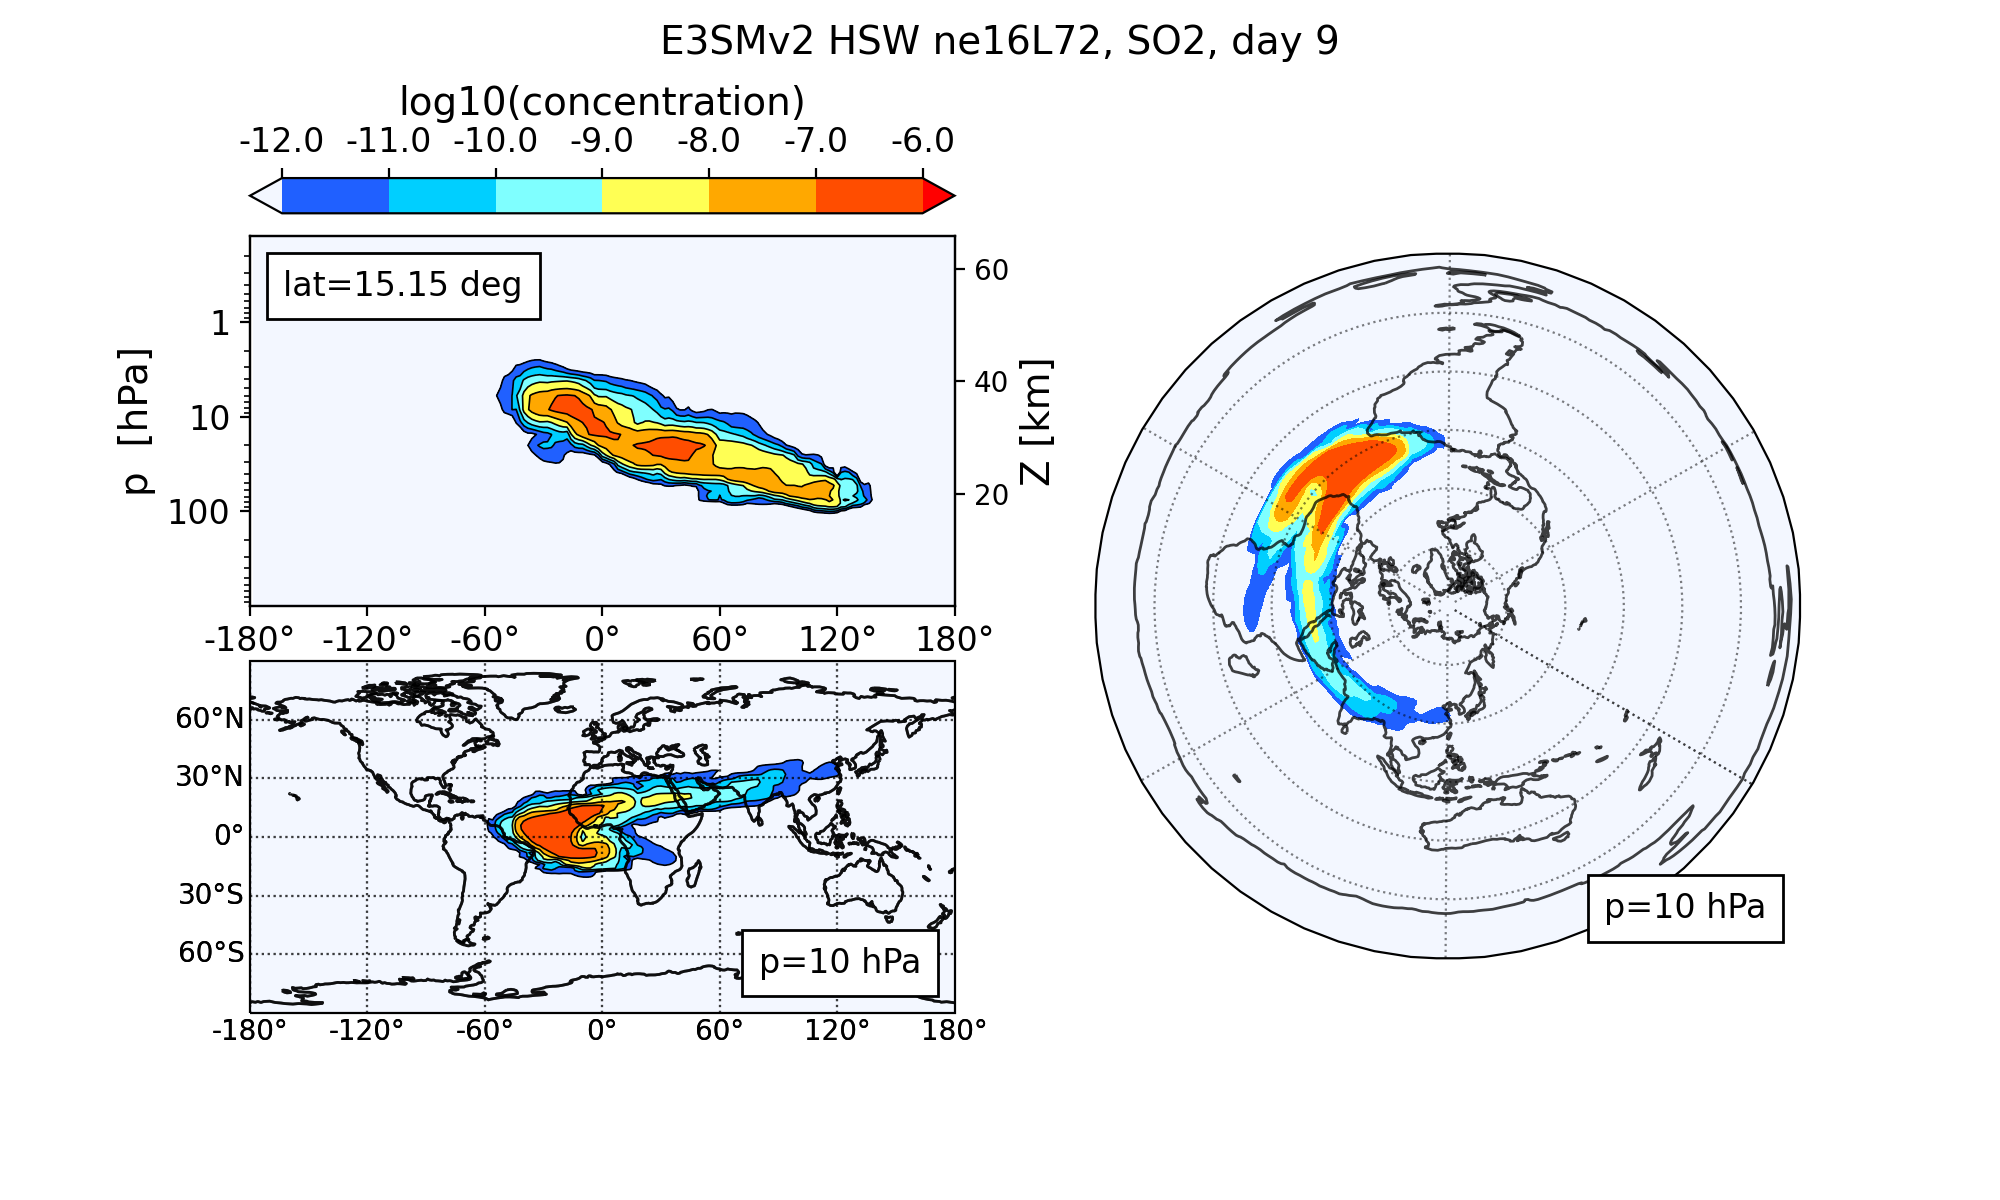 E3SMv2 HSW ne16L72, SO2, day 9
log10(concentration)
-12.0 -11.0 -10.0 -9.0 -8.0 -7.0 -6.0
lat=15.15 deg
p [hPa]
1
10
100
60
40
20
Z [km]
-180° -120° -60° 0° 60° 120° 180°
60°N
30°N
0°
30°S
60°S
p=10 hPa
-180° -120° -60° 0° 60° 120° 180°
p=10 hPa